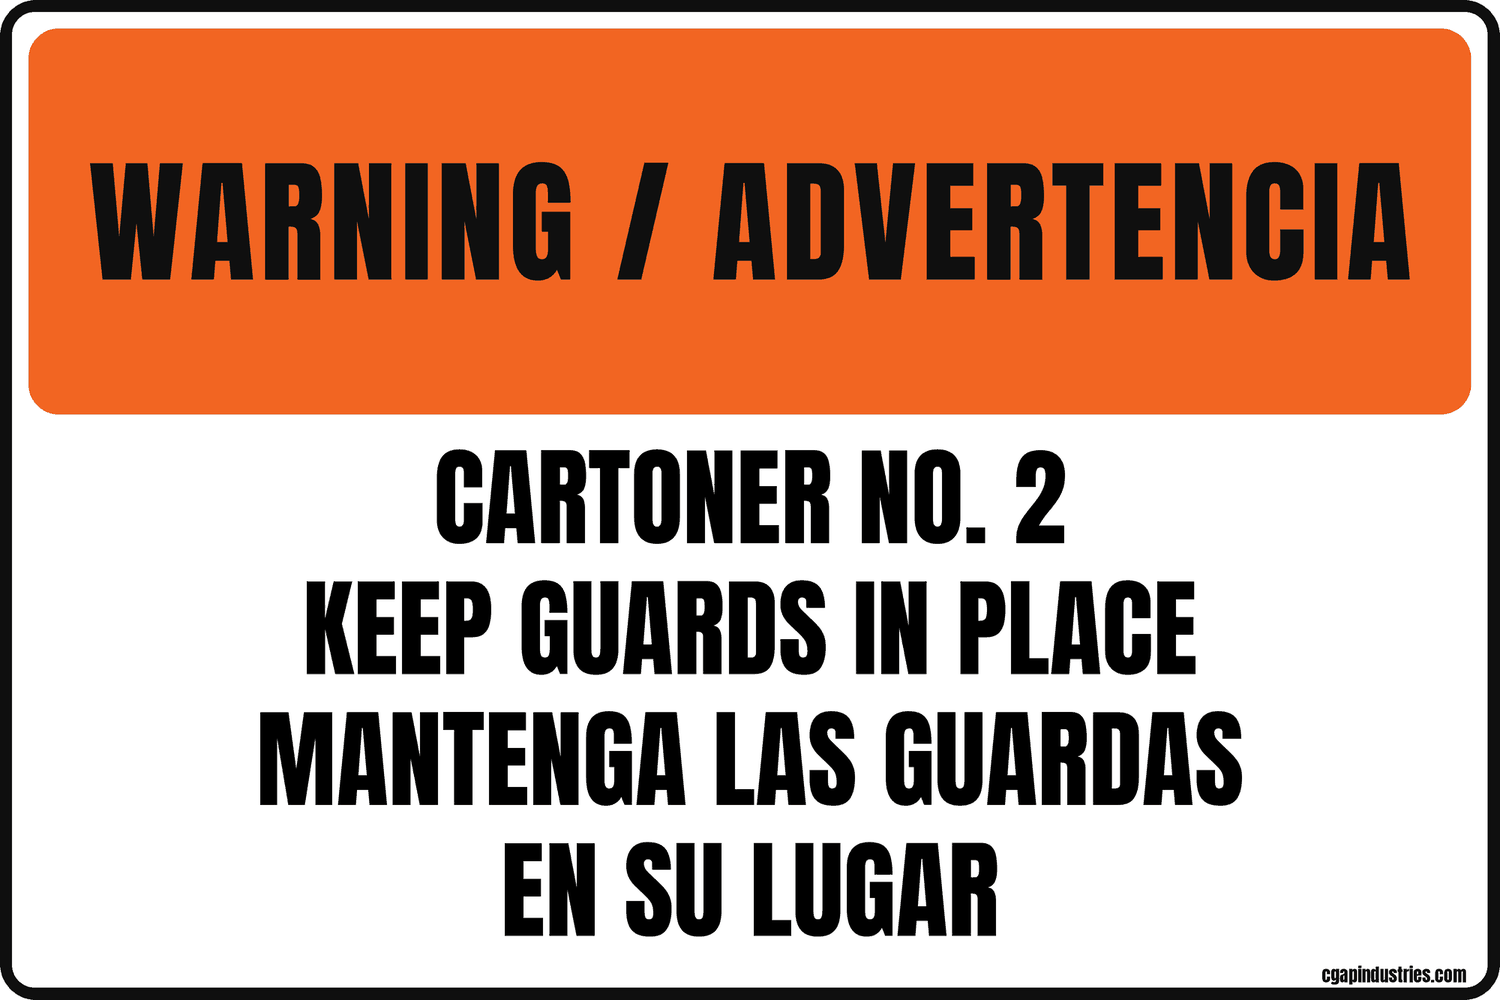 WARNING / ADVERTENCIA
CARTONER NO. 2
KEEP GUARDS IN PLACE
MANTENGA LAS GUARDAS
EN SU LUGAR
cgapindustries.com